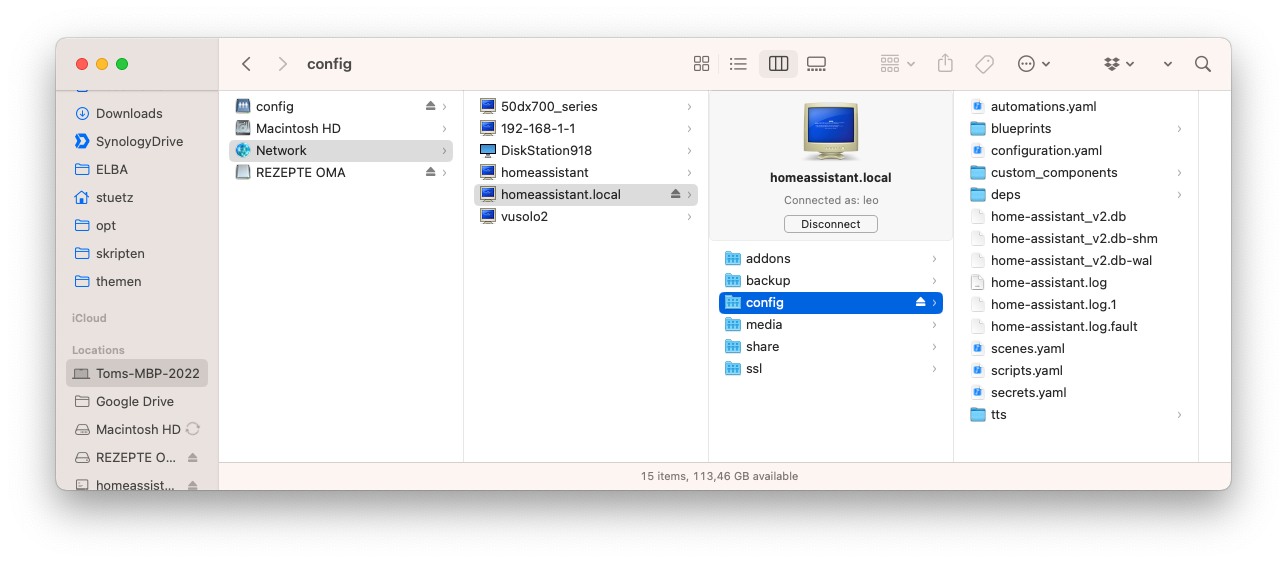 config
Downloads
SynologyDrive
ELBA
stuetz
opt
skripten
themen
iCloud
Locations
Toms-MBP-2022
Google Drive
Macintosh HD
REZEPTE O...
homeassist...
config
Macintosh HD
Network
REZEPTE OMA
50dx700_series
192-168-1-1
DiskStation918
homeassistant
homeassistant.local
vusolo2
homeassistant.local
Connected as: leo
Disconnect
addons
backup
config
media
share
ssl
automations.yaml
blueprints
configuration.yaml
custom_components
deps
home-assistant_v2.db
home-assistant_v2.db-shm
home-assistant_v2.db-wal
home-assistant.log
home-assistant.log.1
home-assistant.log.fault
scenes.yaml
scripts.yaml
secrets.yaml
tts
15 items, 113,46 GB available